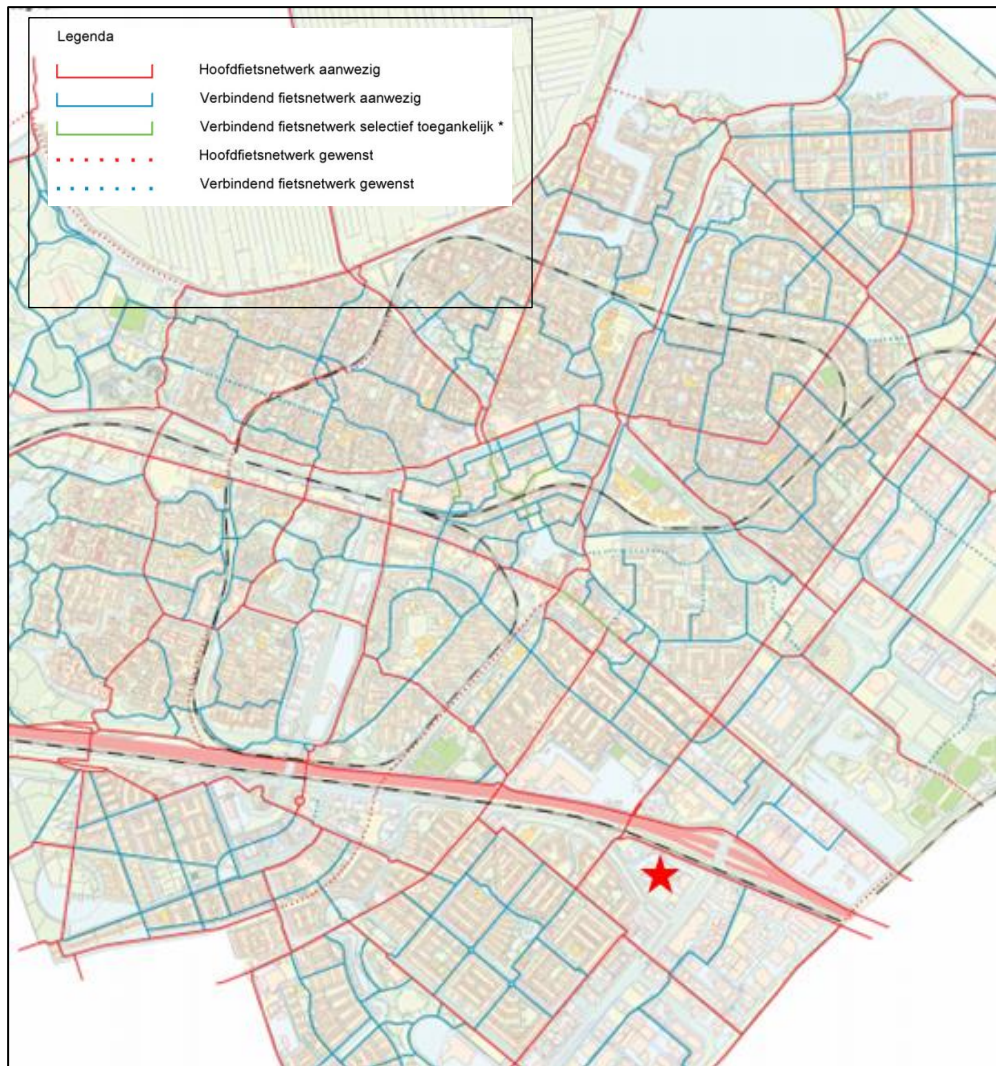 Legenda
Hoofdfietsnetwerk aanwezig
Verbindend fietsnetwerk aanwezig
Verbindend fietsnetwerk selectief toegankelijk *
Hoofdfietsnetwerk gewenst
Verbindend fietsnetwerk gewenst